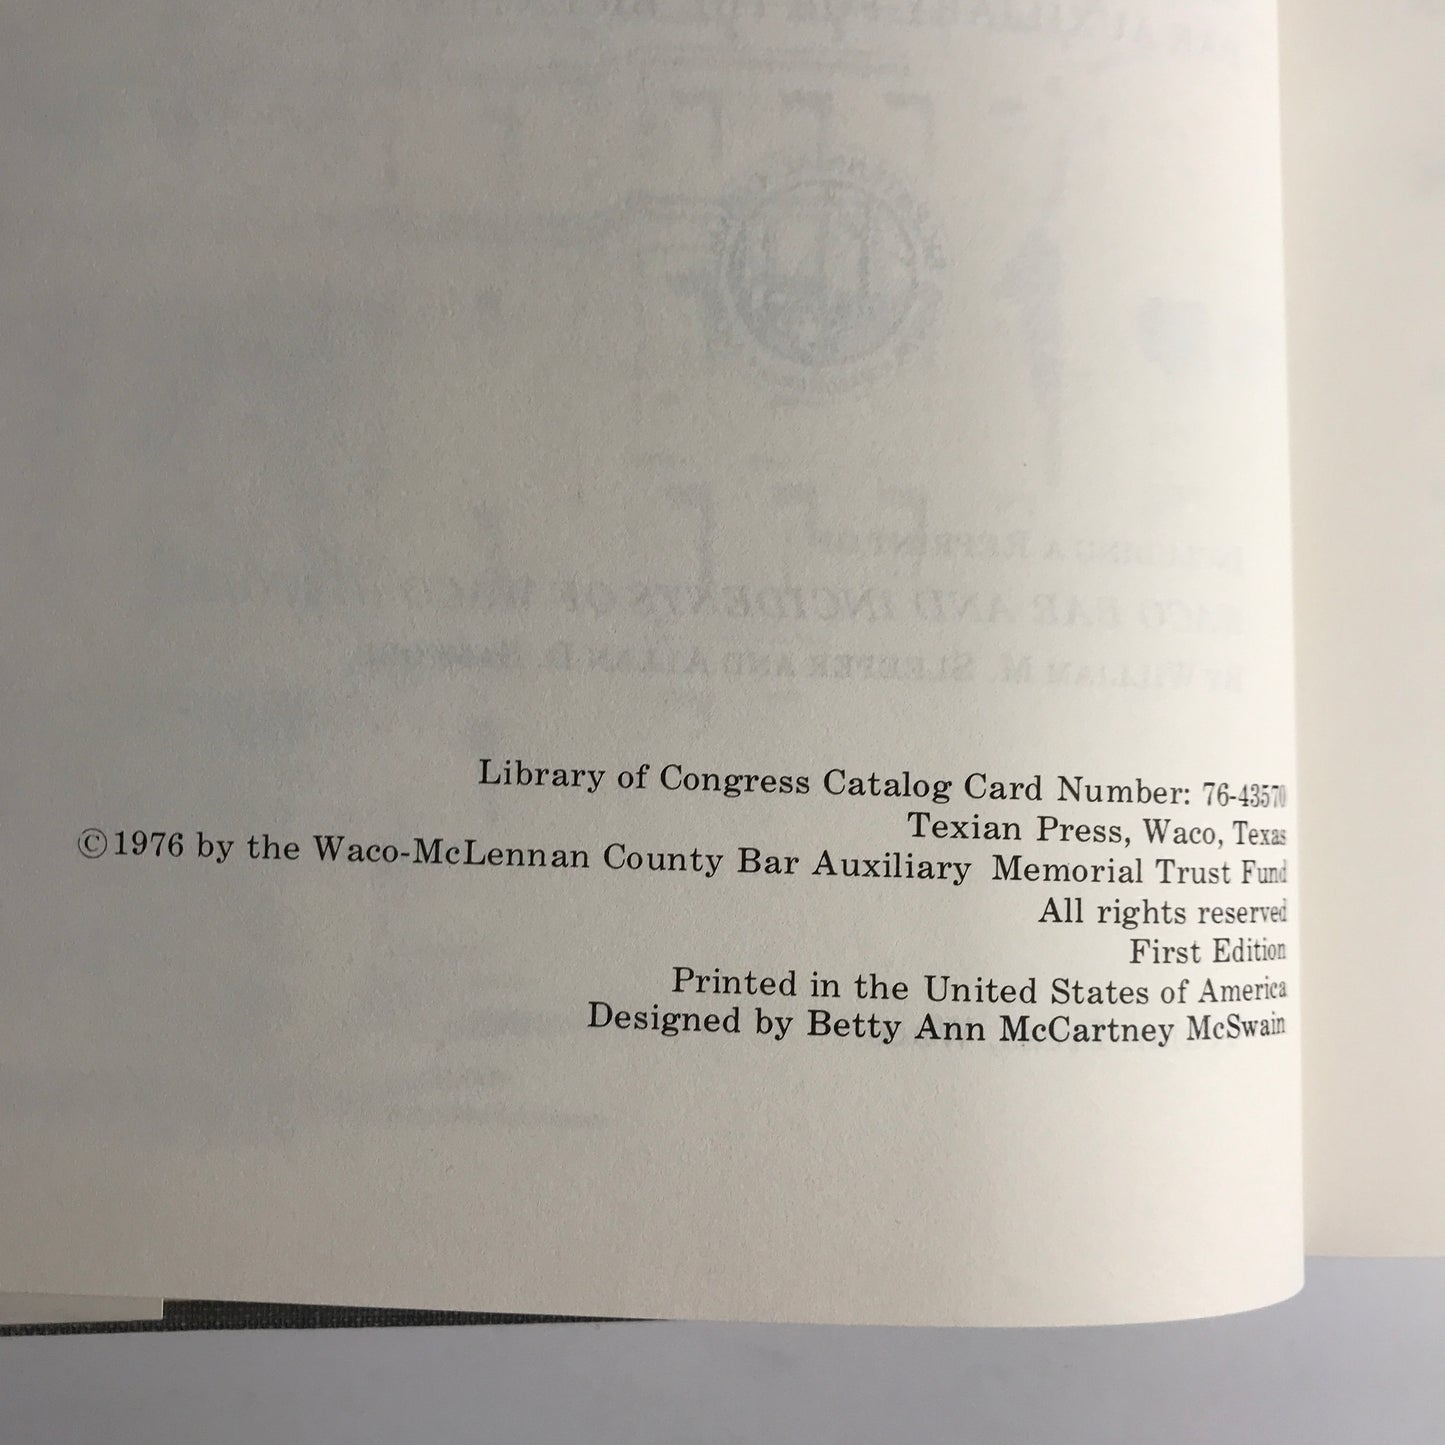 Library of Congress Catalog Card Number: 76-43570
Texian Press, Waco, Texas
©1976 by the Waco-McLennan County Bar Auxiliary Memorial Trust Fund
All rights reserved
First Edition
Printed in the United States of America
Designed by Betty Ann McCartney McSwain